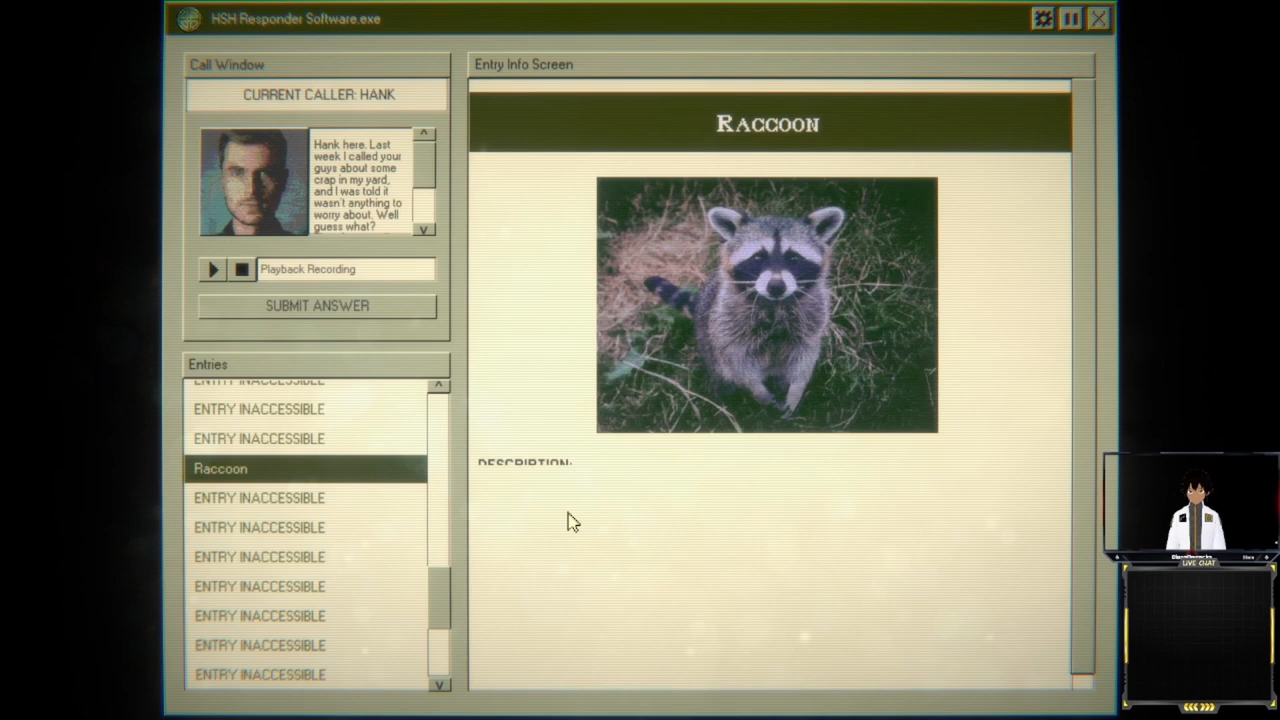 HSH Responder Software.exe
Call Window
CURRENT CALLER: HANK
Hank here. Last
week I called your
guys about some
crap in my yard,
and I was told it
wasn't anything to
worry about. Well
guess what?
Playback Recording
SUBMIT ANSWER
Entries
ENTRY INACCESSIBLE
ENTRY INACCESSIBLE
ENTRY INACCESSIBLE
Raccoon
ENTRY INACCESSIBLE
ENTRY INACCESSIBLE
ENTRY INACCESSIBLE
ENTRY INACCESSIBLE
ENTRY INACCESSIBLE
ENTRY INACCESSIBLE
ENTRY INACCESSIBLE
Entry Info Screen
RACCOON
DESCRIPTION:
LIVE CHAT